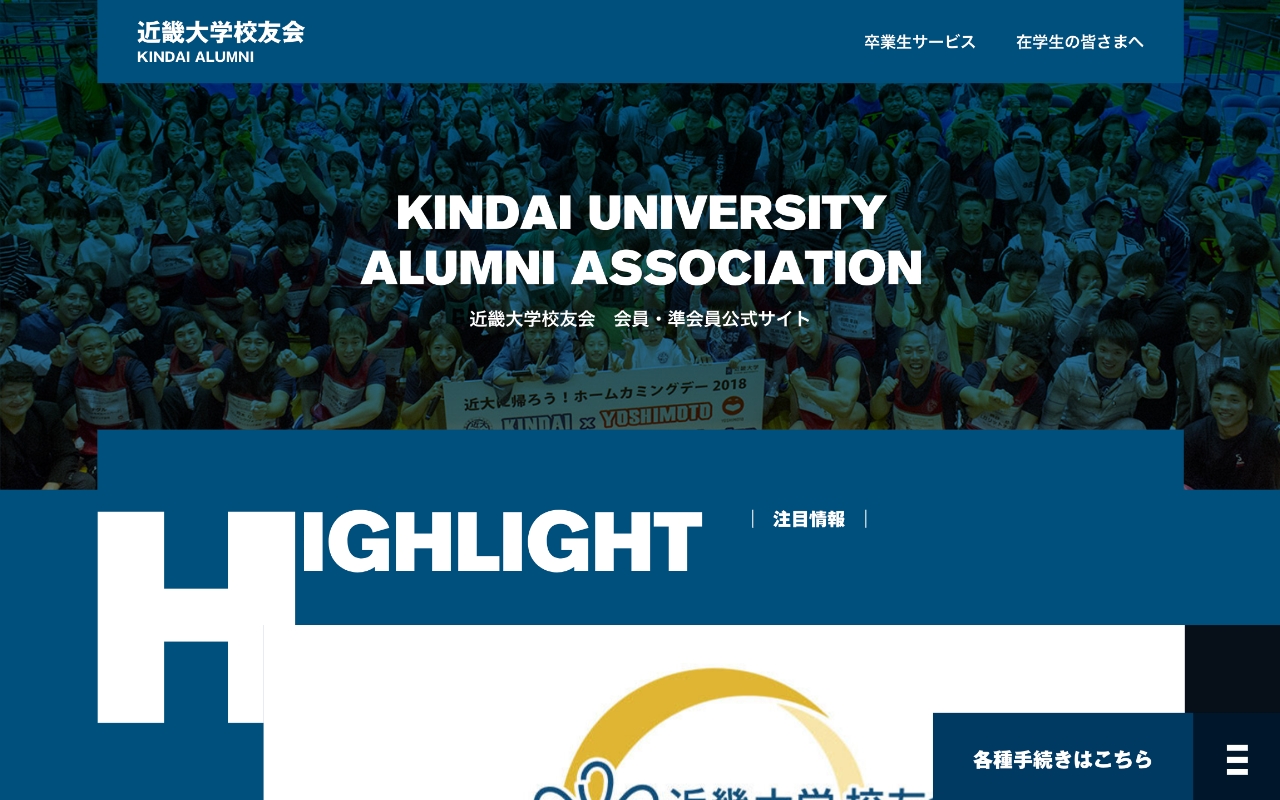 近畿大学校友会
KINDAI ALUMNI
卒業生サービス
在学生の皆さまへ
KINDAI UNIVERSITY
ALUMNI ASSOCIATION
近畿大学校友会　会員・準会員公式サイト
近大に帰ろう！ホームカミングデー 2018
KINDAI × YOSHIMOTO
HIGHLIGHT
注目情報
近畿大学 校友
各種手続きはこちら